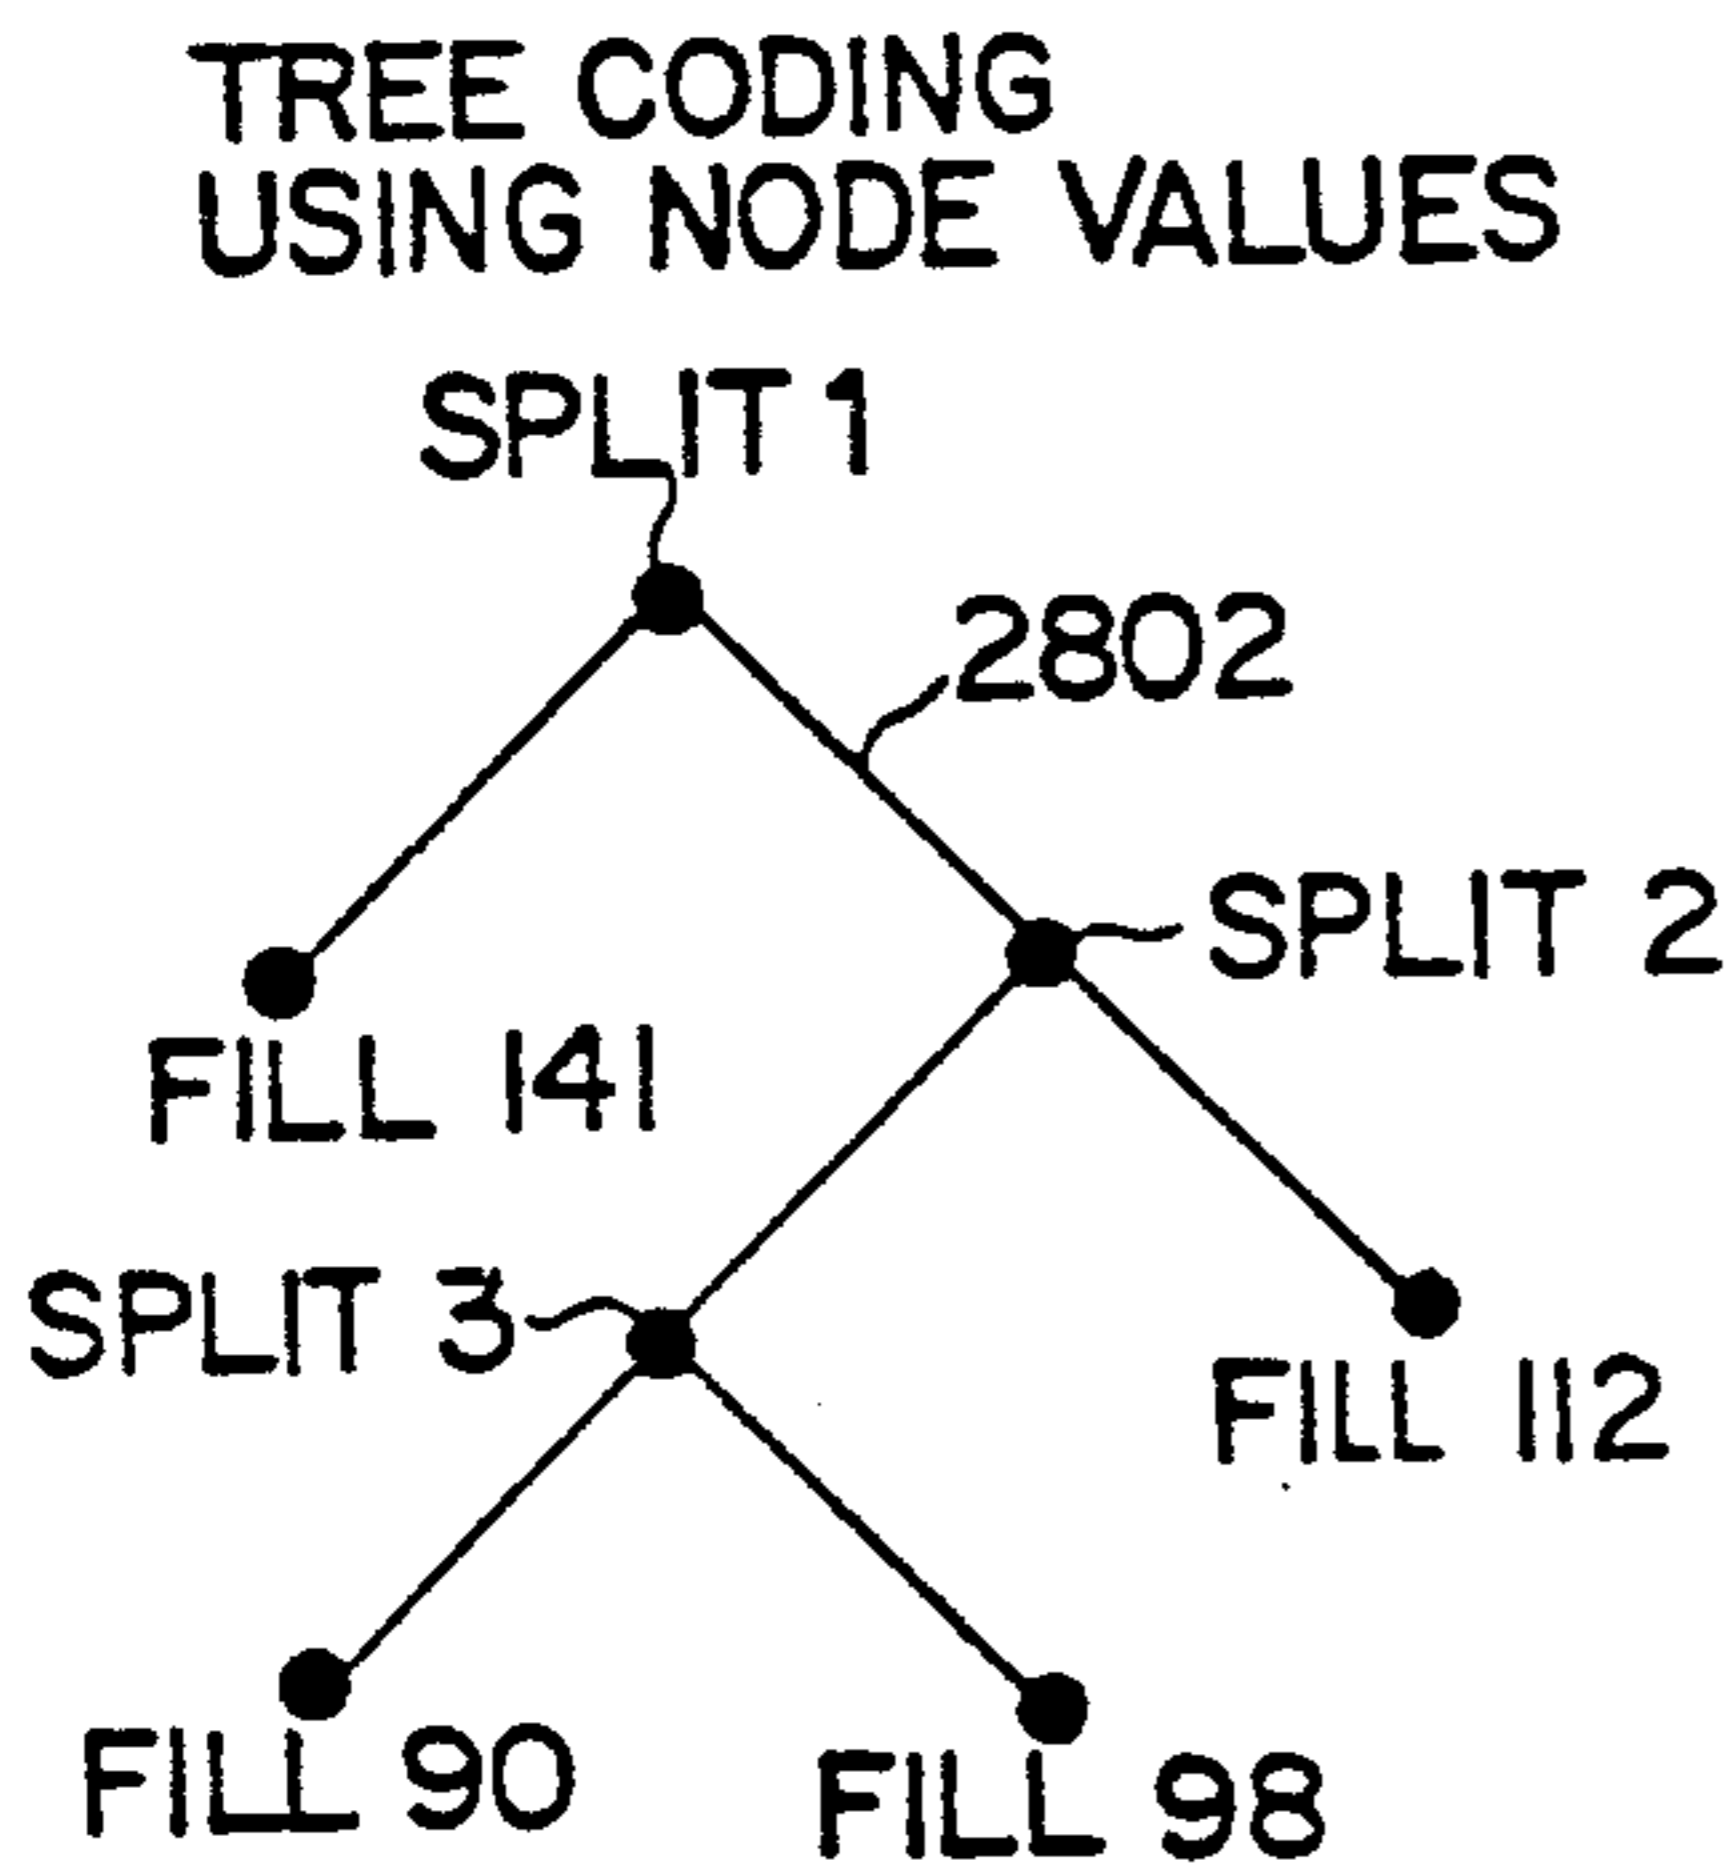 TREE CODING
USING NODE VALUES
SPLIT 1
2802
SPLIT 2
FILL 141
SPLIT 3
FILL 112
FILL 90
FILL 98